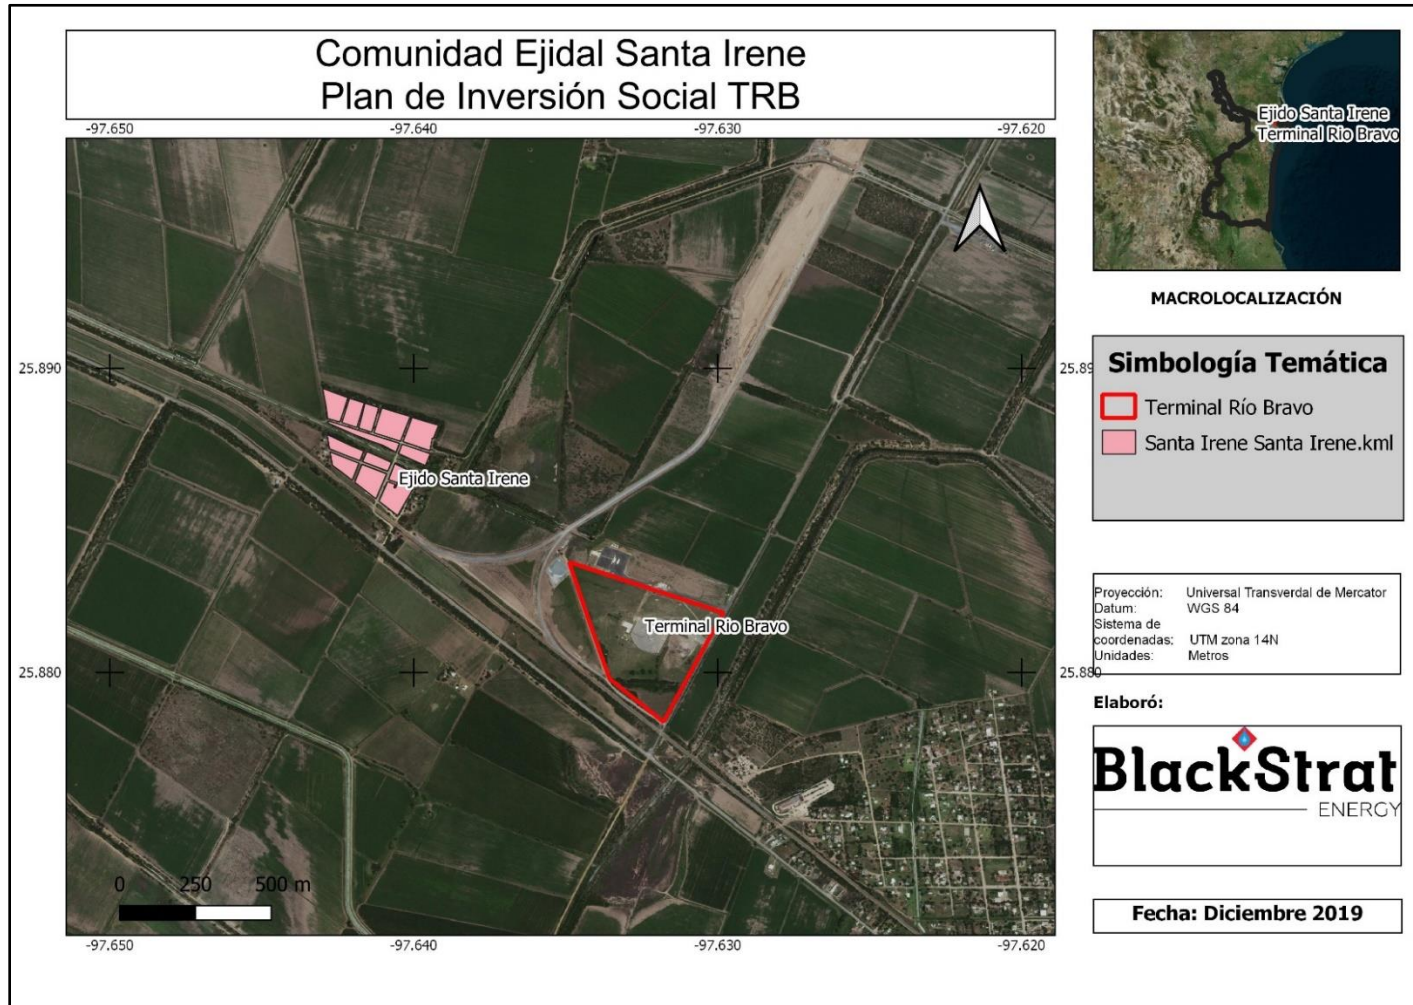 Comunidad Ejidal Santa Irene
Plan de Inversión Social TRB
-97.650
-97.640
-97.630
-97.620
25.890
25.89
25.880
25.880
Ejido Santa Irene
Terminal Rio Bravo
0 250 500 m
-97.650
-97.640
-97.630
-97.620
Ejido Santa Irene
Terminal Rio Bravo
MACROLOCALIZACIÓN
Simbología Temática
Terminal Río Bravo
Santa Irene Santa Irene.kml
Proyección: Universal Transverdal de Mercator
Datum: WGS 84
Sistema de
coordenadas: UTM zona 14N
Unidades: Metros
Elaboró:
BlackStrat
ENERGY
Fecha: Diciembre 2019